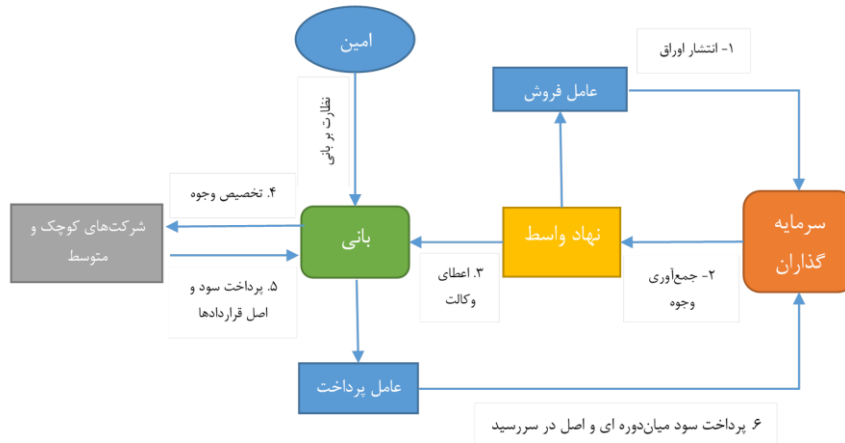 امین
۱- انتشار اوراق
عامل فروش
نظارت بر بانی
۴. تخصیص وجوه
شرکت‌های کوچک و
متوسط
بانی
نهاد واسط
سرمایه
گذاران
۵. پرداخت سود و
اصل قراردادها
۳. اعطای
وکالت
۲- جمع‌آوری
وجوه
عامل پرداخت
۶. پرداخت سود میان‌دوره ای و اصل در سررسید